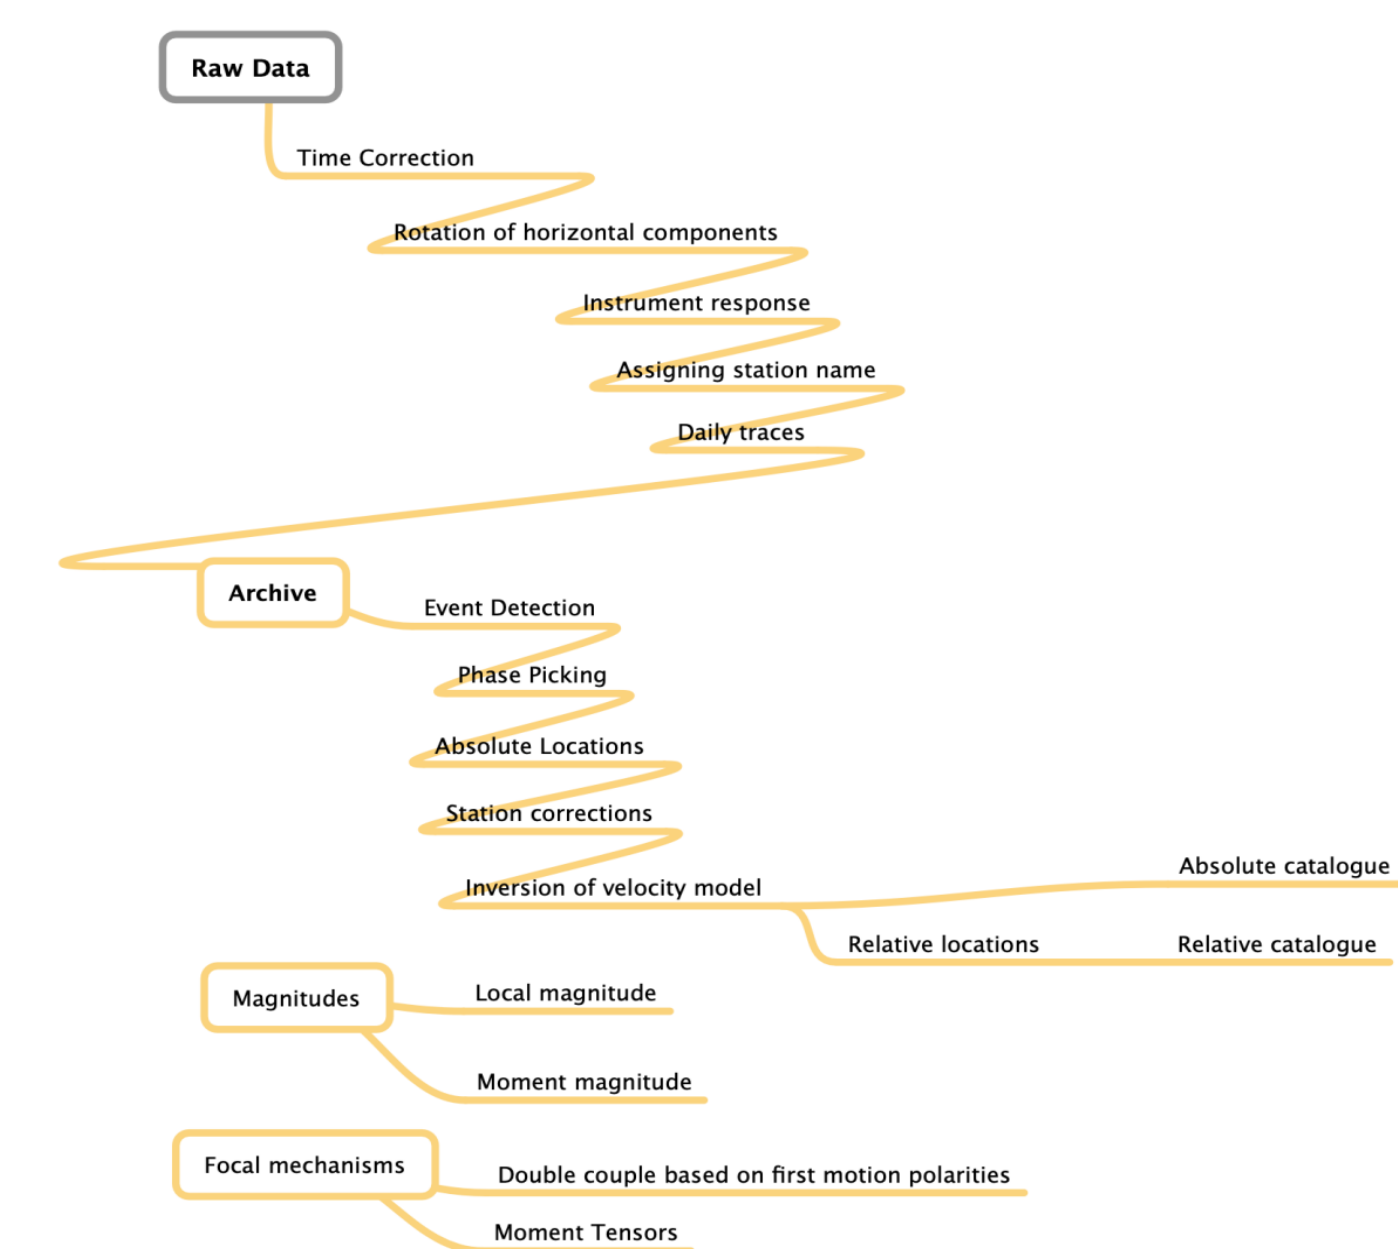 Raw Data
Time Correction
Rotation of horizontal components
Instrument response
Assigning station name
Daily traces
Archive
Event Detection
Phase Picking
Absolute Locations
Station corrections
Inversion of velocity model
Absolute catalogue
Relative locations
Relative catalogue
Magnitudes
Local magnitude
Moment magnitude
Focal mechanisms
Double couple based on first motion polarities
Moment Tensors